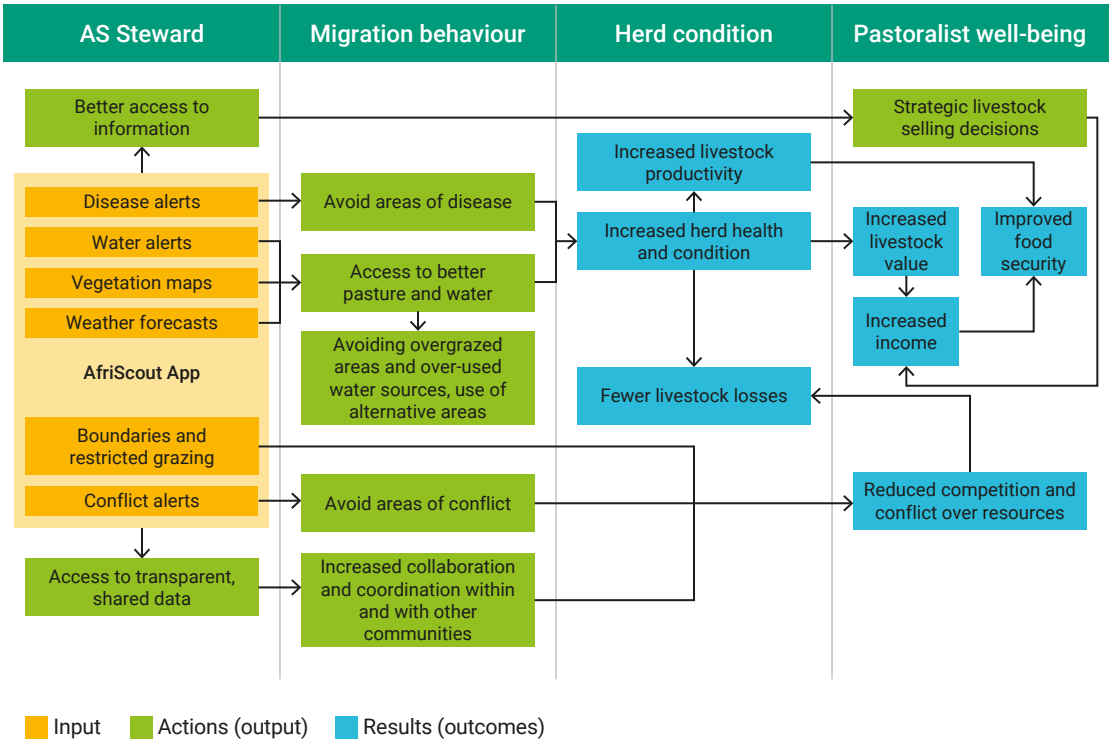 AS Steward
Migration behaviour
Herd condition
Pastoralist well-being
Better access to
information
Strategic livestock
selling decisions
Increased livestock
productivity
Disease alerts
Avoid areas of disease
Water alerts
Increased herd health
and condition
Increased
livestock
value
Improved
food
security
Vegetation maps
Access to better
pasture and water
Weather forecasts
Increased
income
AfriScout App
Avoiding overgrazed
areas and over-used
water sources, use of
alternative areas
Fewer livestock losses
Boundaries and
restricted grazing
Conflict alerts
Avoid areas of conflict
Reduced competition and
conflict over resources
Access to transparent,
shared data
Increased collaboration
and coordination within
and with other
communities
Input
Actions (output)
Results (outcomes)